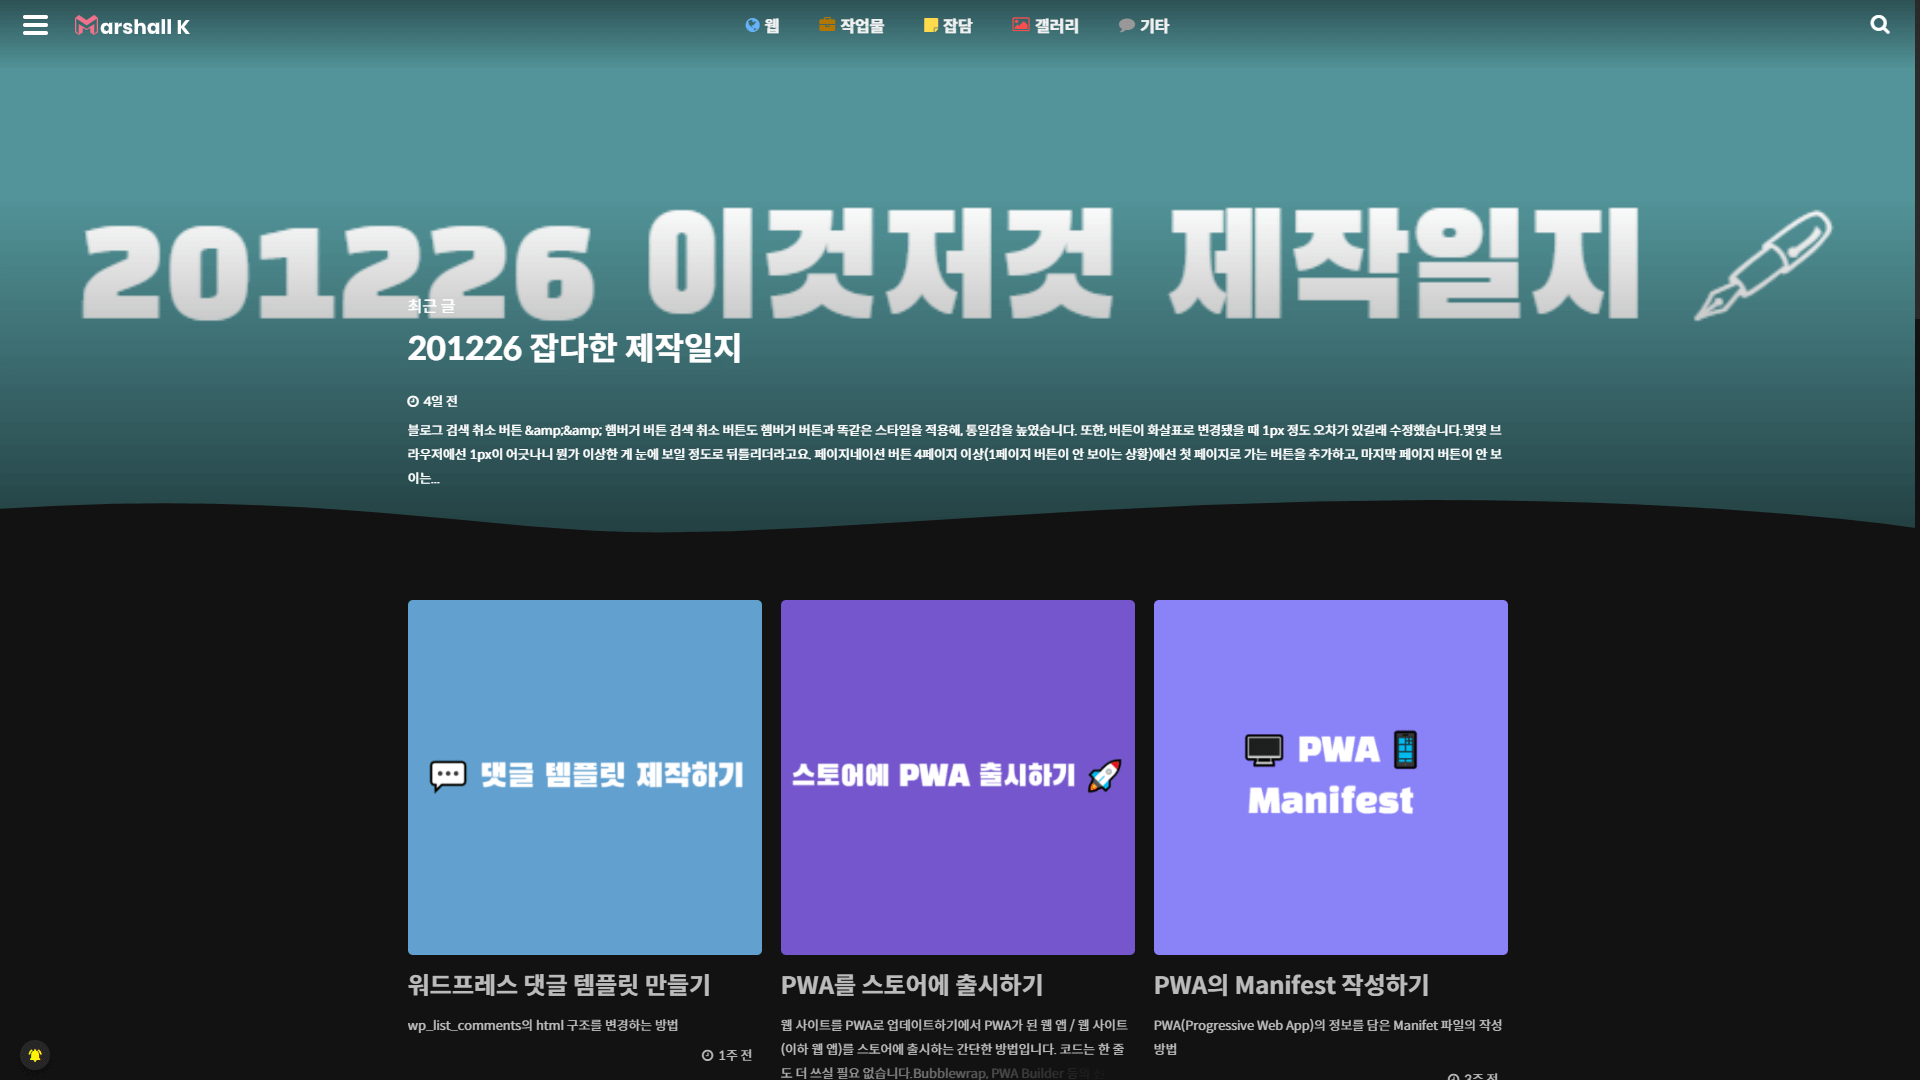 Marshall K
웹
작업물
잡담
갤러리
기타
201226 이것저것 제작일지
최근 글
201226 잡다한 제작일지
4일 전
블로그 검색 취소 버튼 &amp;&amp; 햄버거 버튼 검색 취소 버튼도 헴버거 버튼과 똑같은 스타일을 적용해, 통일감을 높였습니다. 또한, 버튼이 화살표로 변경됐을 때 1px 정도 오차가 있길래 수정했습니다.몇몇 브
라우저에선 1px이 어긋나니 뭔가 이상한 게 눈에 보일 정도로 뒤틀리더라고요. 페이지네이션 버튼 4페이지 이상(1페이지 버튼이 안 보이는 상황)에선 첫 페이지로 가는 버튼을 추가하고, 마지막 페이지 버튼이 안 보
이는...
댓글 템플릿 제작하기
스토어에 PWA 출시하기
PWA
Manifest
워드프레스 댓글 템플릿 만들기
wp_list_comments의 html 구조를 변경하는 방법
1주 전
PWA를 스토어에 출시하기
웹 사이트를 PWA로 업데이트하기에서 PWA가 된 웹 앱 / 웹 사이트
(이하 웹 앱)를 스토어에 출시하는 간단한 방법입니다. 코드는 한 줄
도 더 쓰실 필요 없습니다.Bubblewrap, PWA Builder 등의
PWA의 Manifest 작성하기
PWA(Progressive Web App)의 정보를 담은 Manifet 파일의 작성
방법